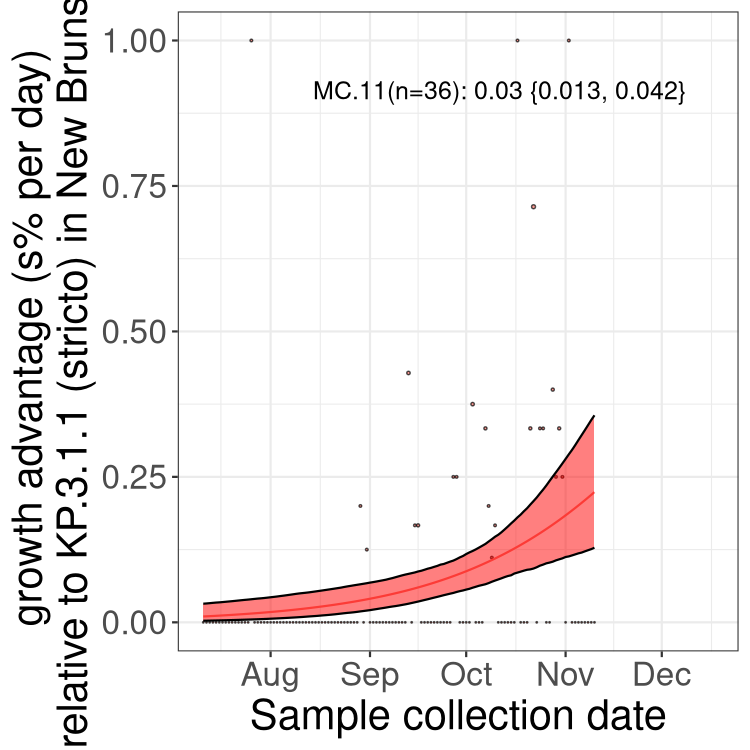 growth advantage (s% per day)
relative to KP.3.1.1 (stricto) in New Bruns
1.00
0.75
0.50
0.25
0.00
MC.11(n=36): 0.03 {0.013, 0.042}
Aug Sep Oct Nov Dec
Sample collection date